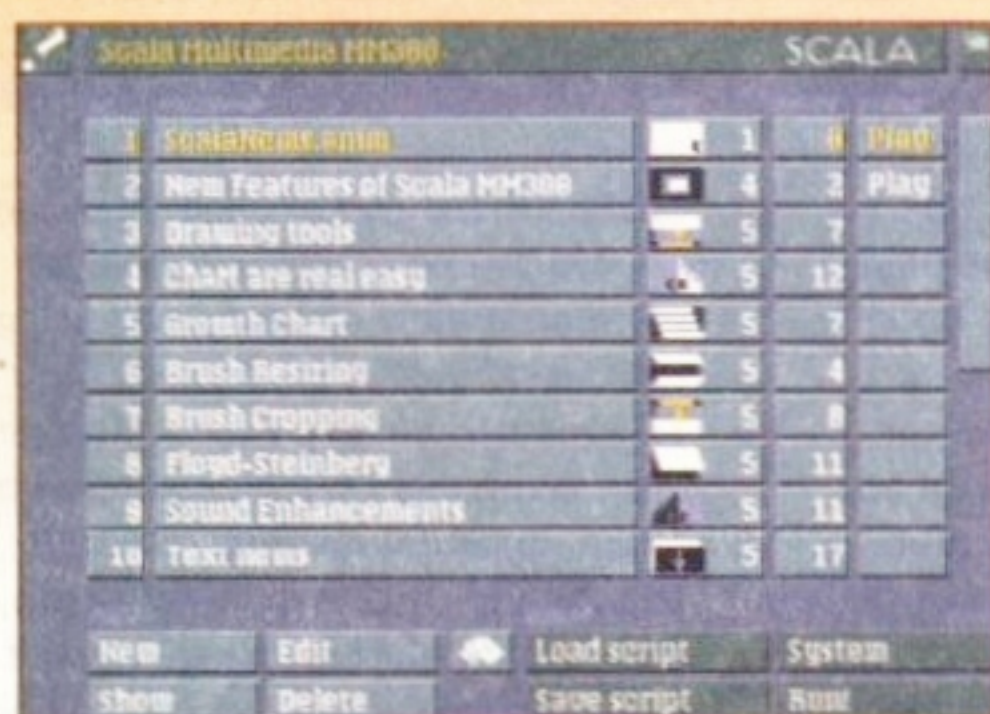 Scala Multimedia MM300 SCALA
1 ScalaNews.anim 1 0 Play
2 New Features of Scala MM300 4 2 Play
3 Drawing tools 5 7
4 Chart are real easy 5 12
5 Growth Chart 5 7
6 Brush Resizing 5 4
7 Brush Cropping 5 8
8 Floyd-Steinberg 5 11
9 Sound Enhancements 5 11
10 Text news 5 17
New Edit Load script System
Show Delete Save script